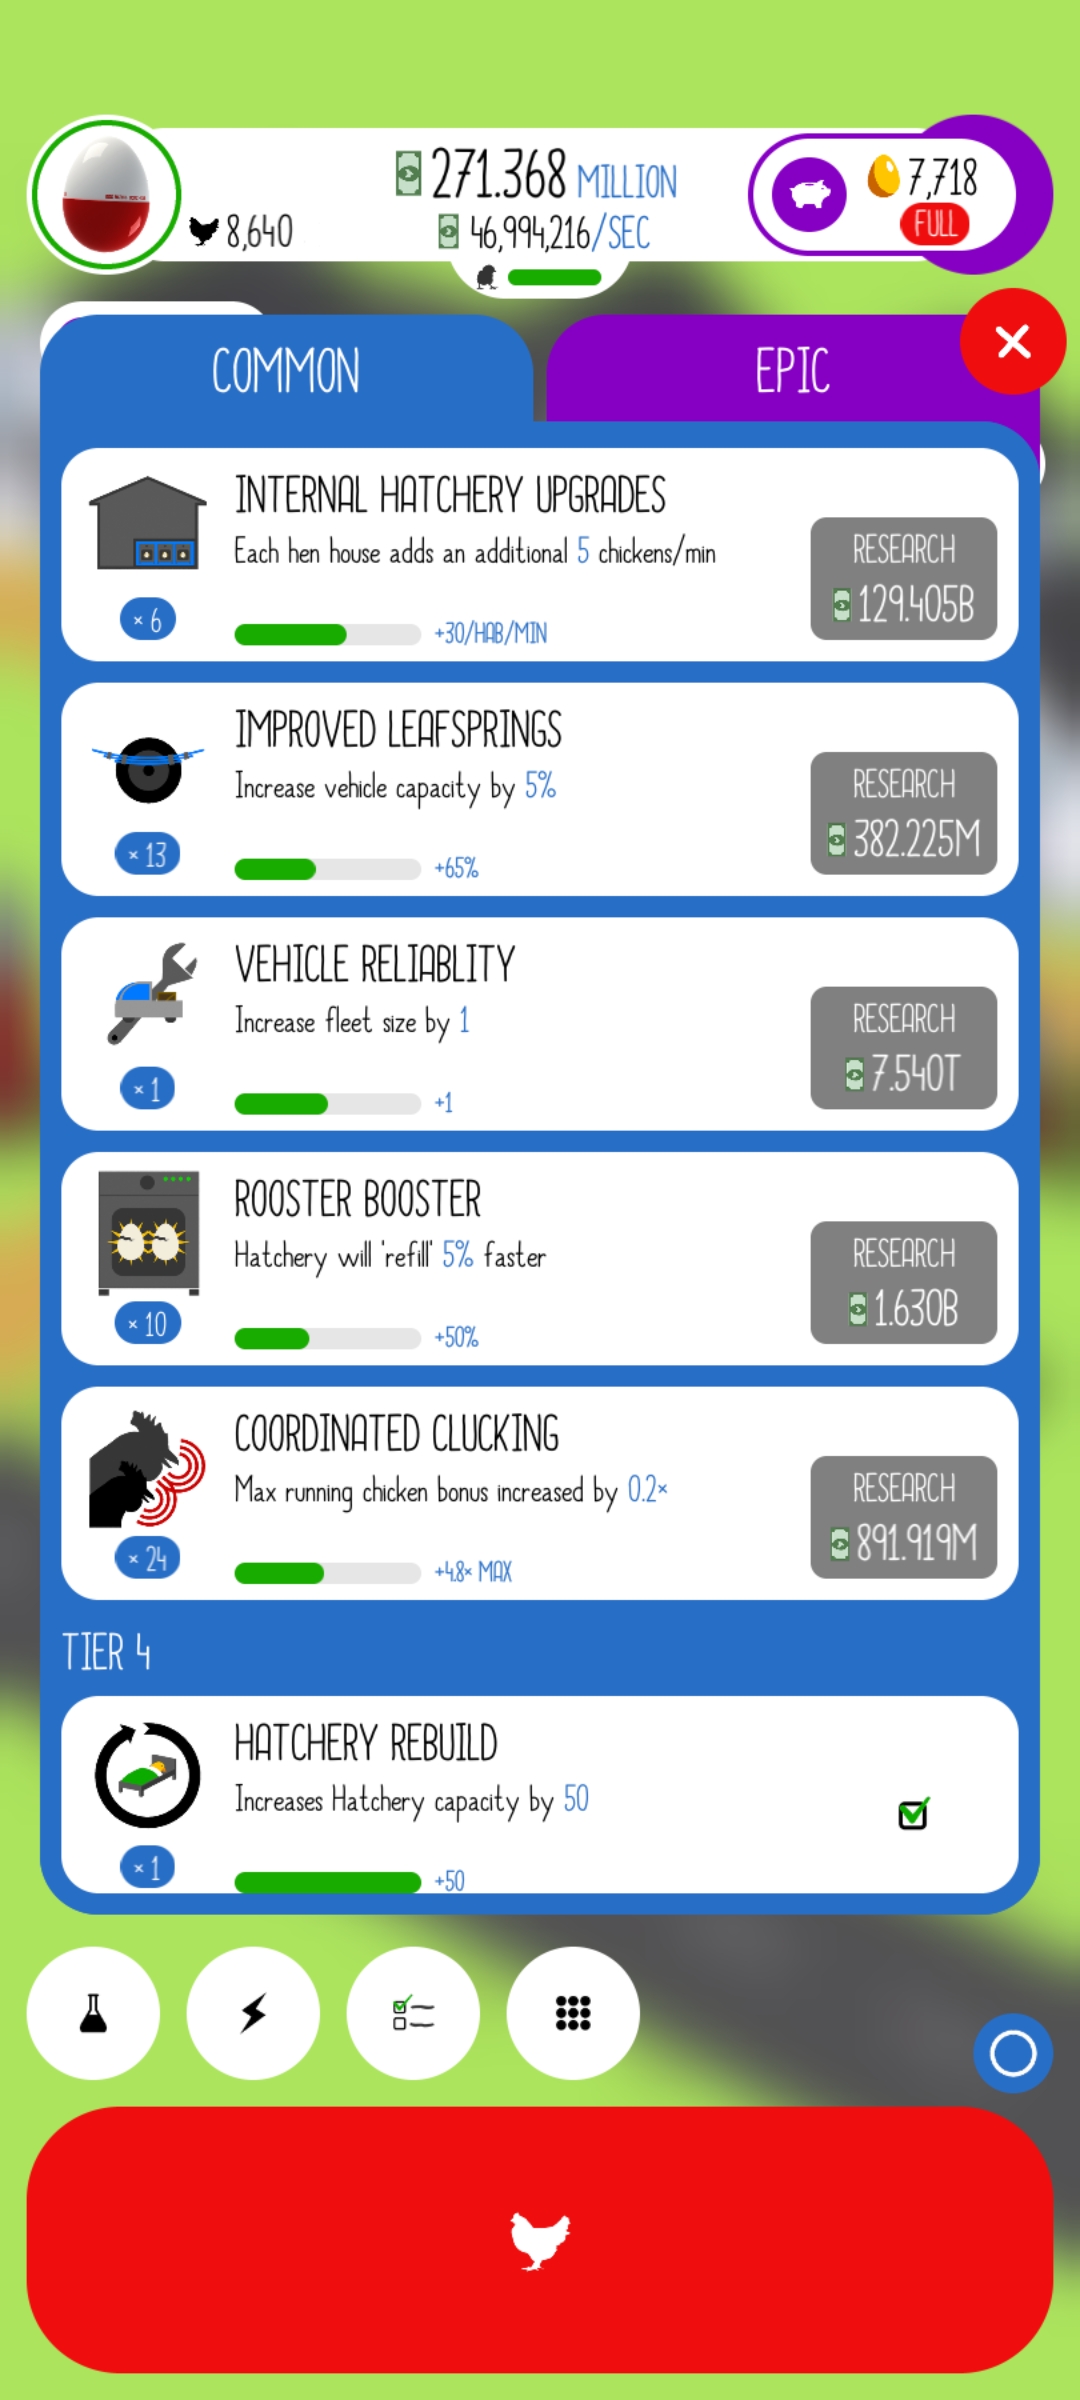 271.368 MILLION
8,640
46,994,216/SEC
7,718
FULL
COMMON
EPIC
INTERNAL HATCHERY UPGRADES
Each hen house adds an additional 5 chickens/min
RESEARCH
129.405B
× 6
+30/HAB/MIN
IMPROVED LEAFSPRINGS
Increase vehicle capacity by 5%
RESEARCH
382.225M
× 13
+65%
VEHICLE RELIABLITY
Increase fleet size by 1
RESEARCH
7.540T
× 1
+1
ROOSTER BOOSTER
Hatchery will 'refill' 5% faster
RESEARCH
1.630B
× 10
+50%
COORDINATED CLUCKING
Max running chicken bonus increased by 0.2×
RESEARCH
891.919M
× 24
+4.8× MAX
TIER 4
HATCHERY REBUILD
Increases Hatchery capacity by 50
× 1
+50